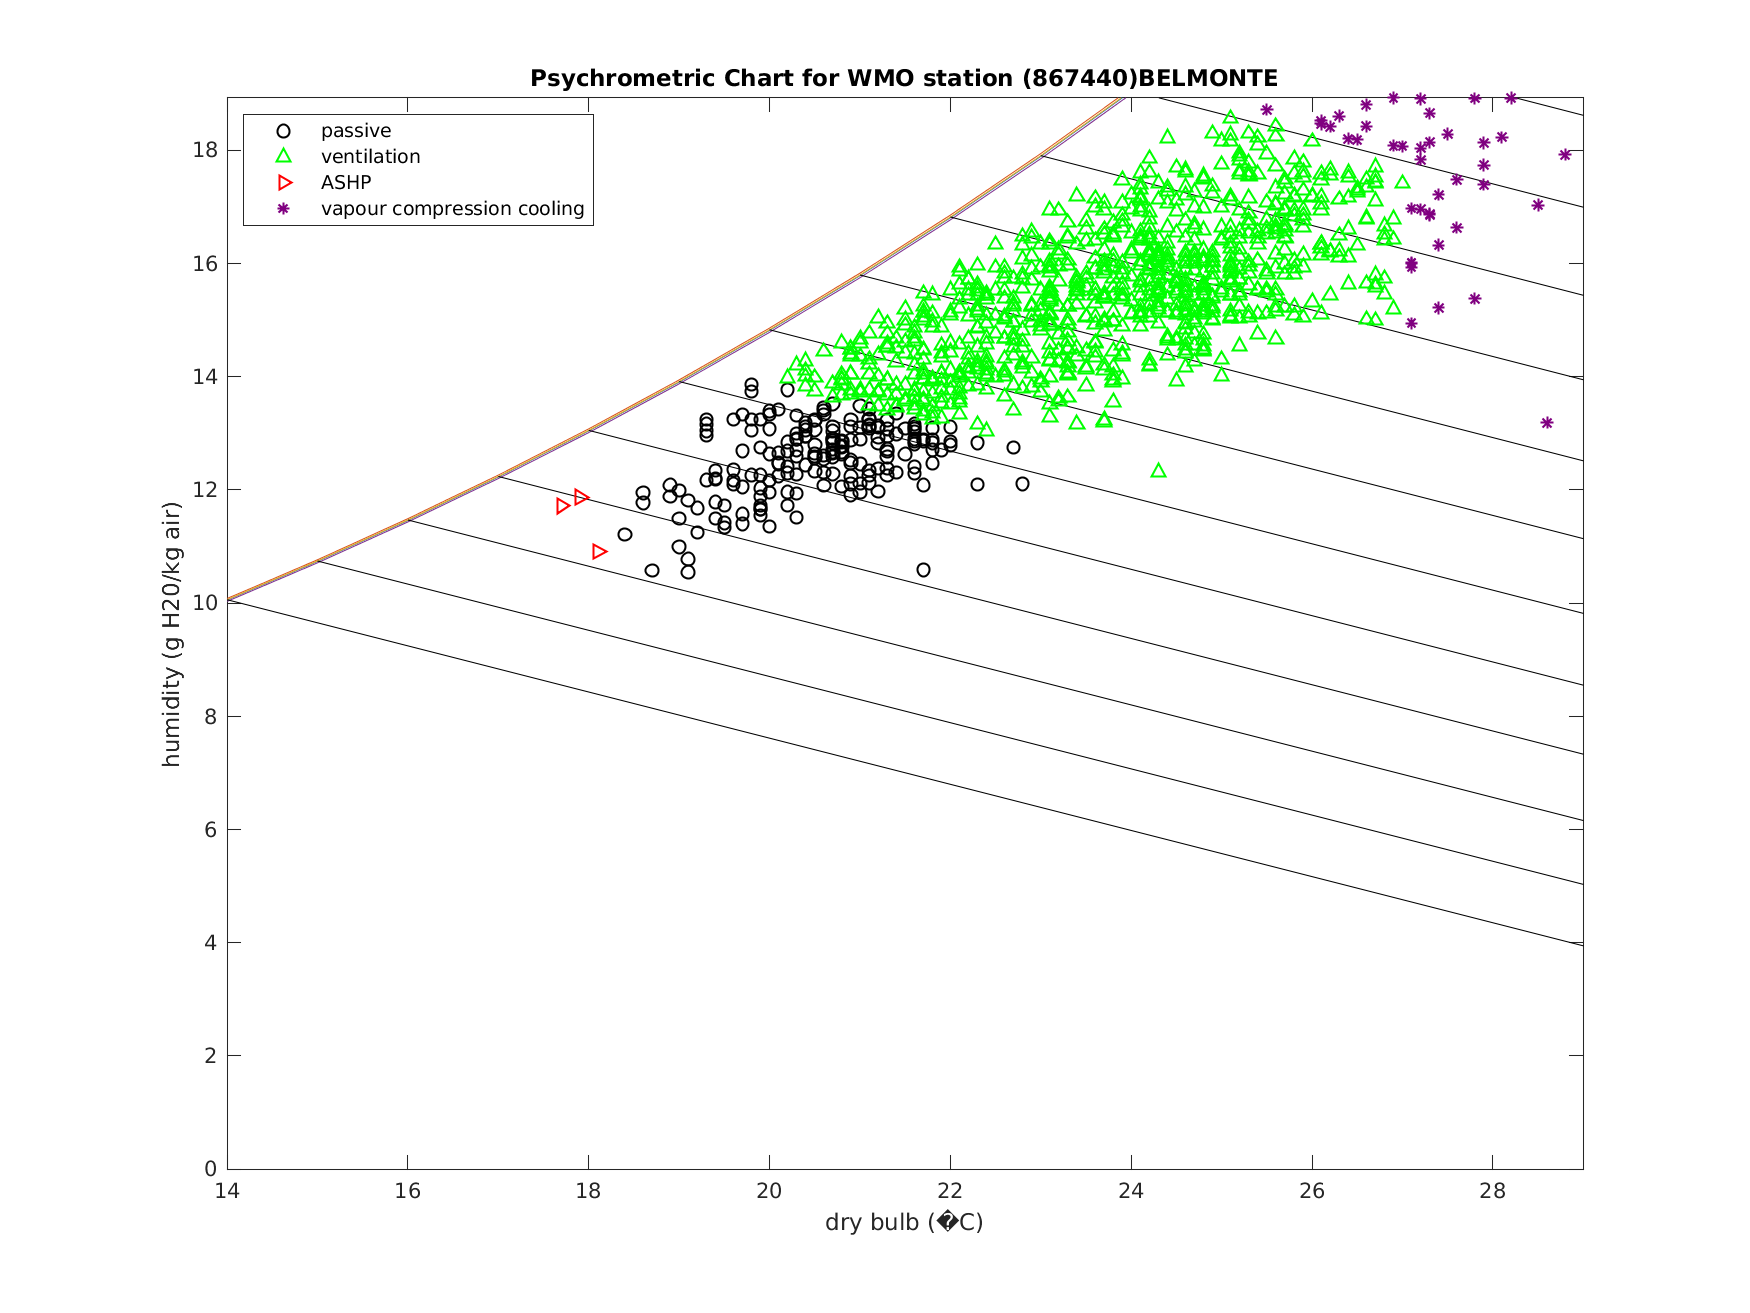 Psychrometric Chart for WMO station (867440)BELMONTE
passive
ventilation
ASHP
vapour compression cooling
humidity (g H20/kg air)
18
16
14
12
10
8
6
4
2
0
14 16 18 20 22 24 26 28
dry bulb (�C)